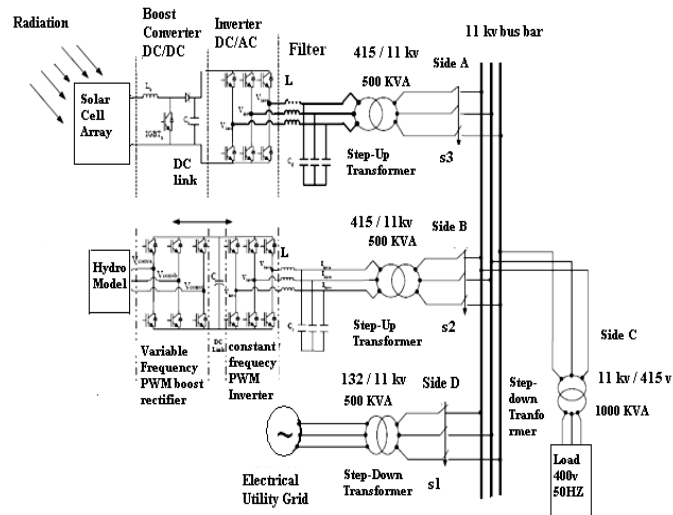 Radiation
Boost
Converter
DC/DC
Inverter
DC/AC
Filter
415 / 11 kv
500 KVA
Side A
11 kv bus bar
Solar
Cell
Array
L
DC
link
Step-Up
Transformer
s3
415 / 11kv
500 KVA
Side B
Hydro
Model
L
DC
Link
Step-Up
Transformer
s2
Variable
Frequency
PWM boost
rectifier
constant
frequecy
PWM
Inverter
132 / 11 kv
500 KVA
Side D
Side C
Step-
down
Tranfo
rmer
11 kv / 415 v
1000 KVA
Electrical
Utility Grid
Step-Down
Transformer
s1
Load
400v
50HZ